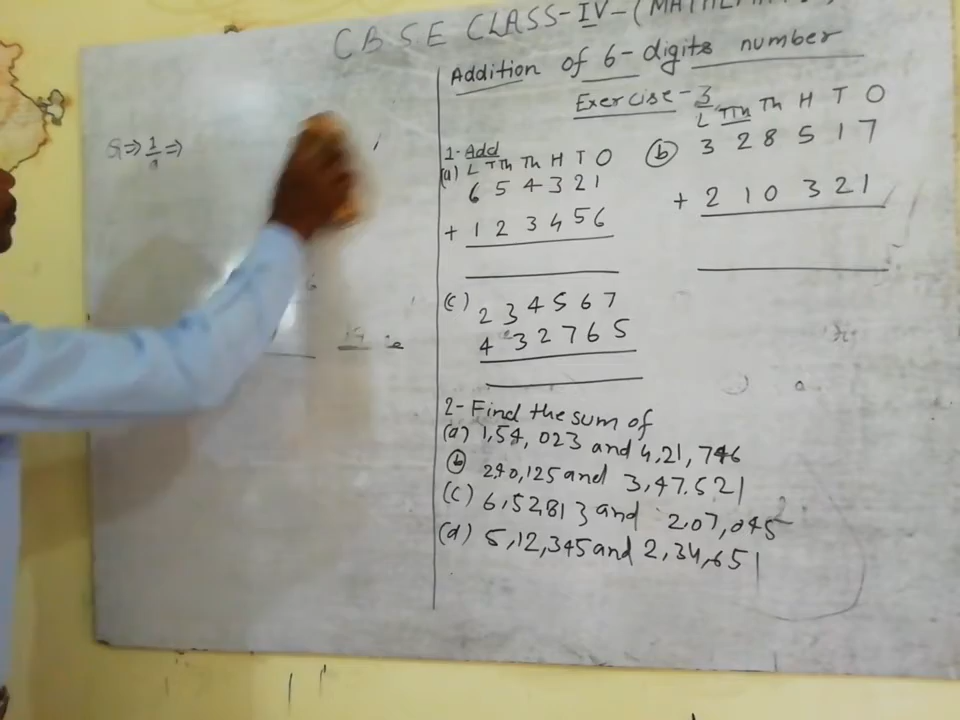 CBSE CLASS-IV-(MATHEMAT
Addition of 6-digits number
Exercise-3
1- Add
(a) L TTh Th H T O
6 5 4 3 2 1
+ 1 2 3 4 5 6
(b) L TTh Th H T O
3 2 8 5 1 7
+ 2 1 0 3 2 1
(c) 2 3 4 5 6 7
4 3 2 7 6 5
2- Find the sum of
(a) 1,54,023 and 4,21,746
(b) 240,125 and 3,47,521
(c) 6,52,813 and 2,07,045
(d) 5,12,345 and 2,34,651